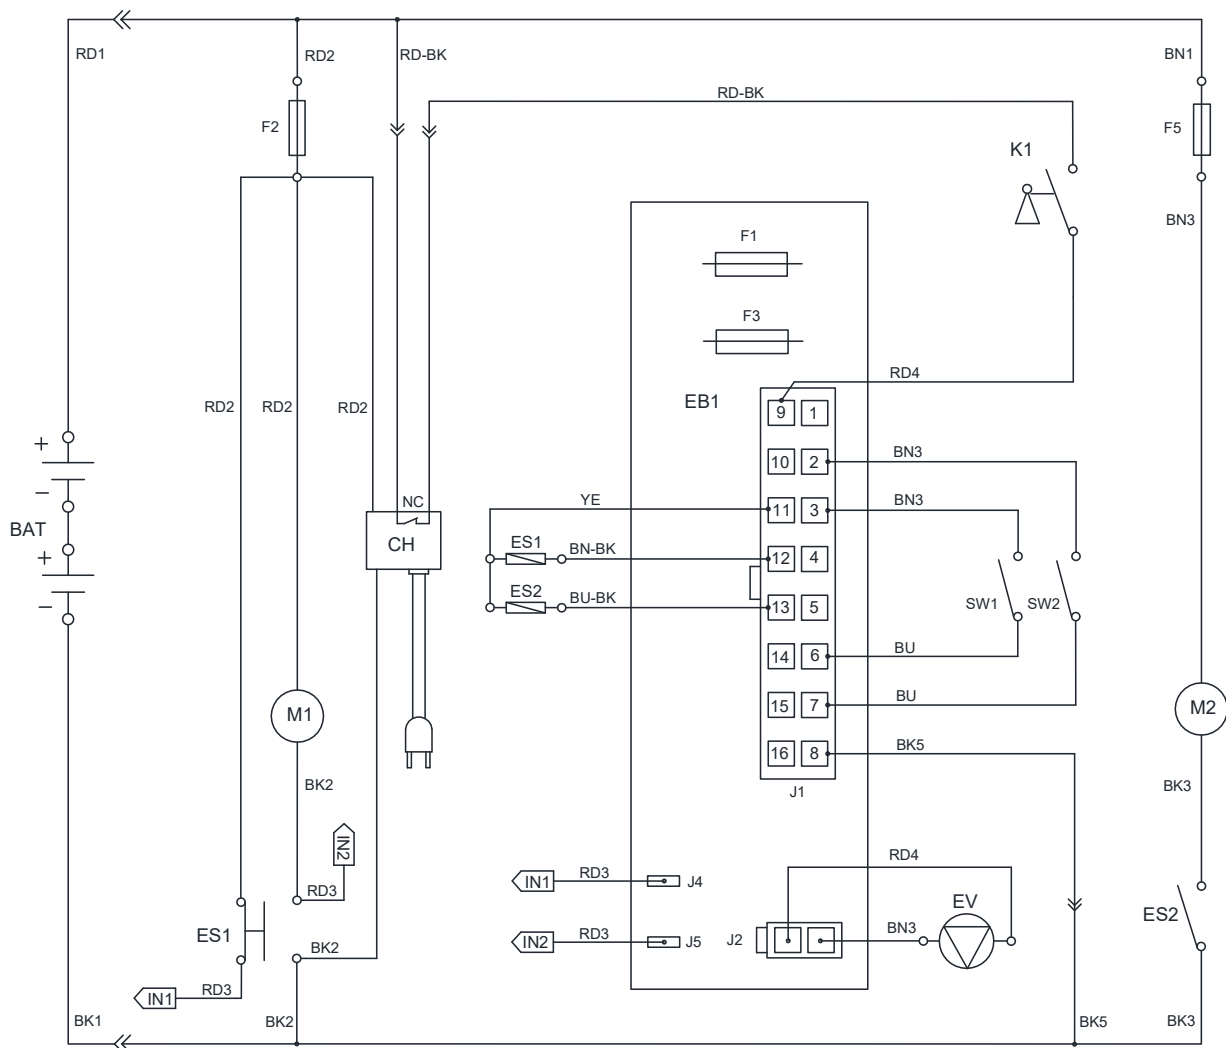 RD1
RD2
RD-BK
BN1
RD-BK
F2
F5
K1
BN3
F1
F3
RD4
RD2
RD2
RD2
EB1
9
1
+
10
2
BN3
−
NC
YE
11
3
BN3
BAT
CH
ES1
BN-BK
12
4
+
ES2
BU-BK
13
5
SW1
SW2
−
14
6
BU
15
7
BU
M1
M2
16
8
BK5
BK2
J1
BK3
IN2
RD3
IN1
RD3
J4
RD4
ES1
BK2
IN2
RD3
J5
J2
BN3
EV
ES2
IN1
RD3
BK1
BK2
BK5
BK3